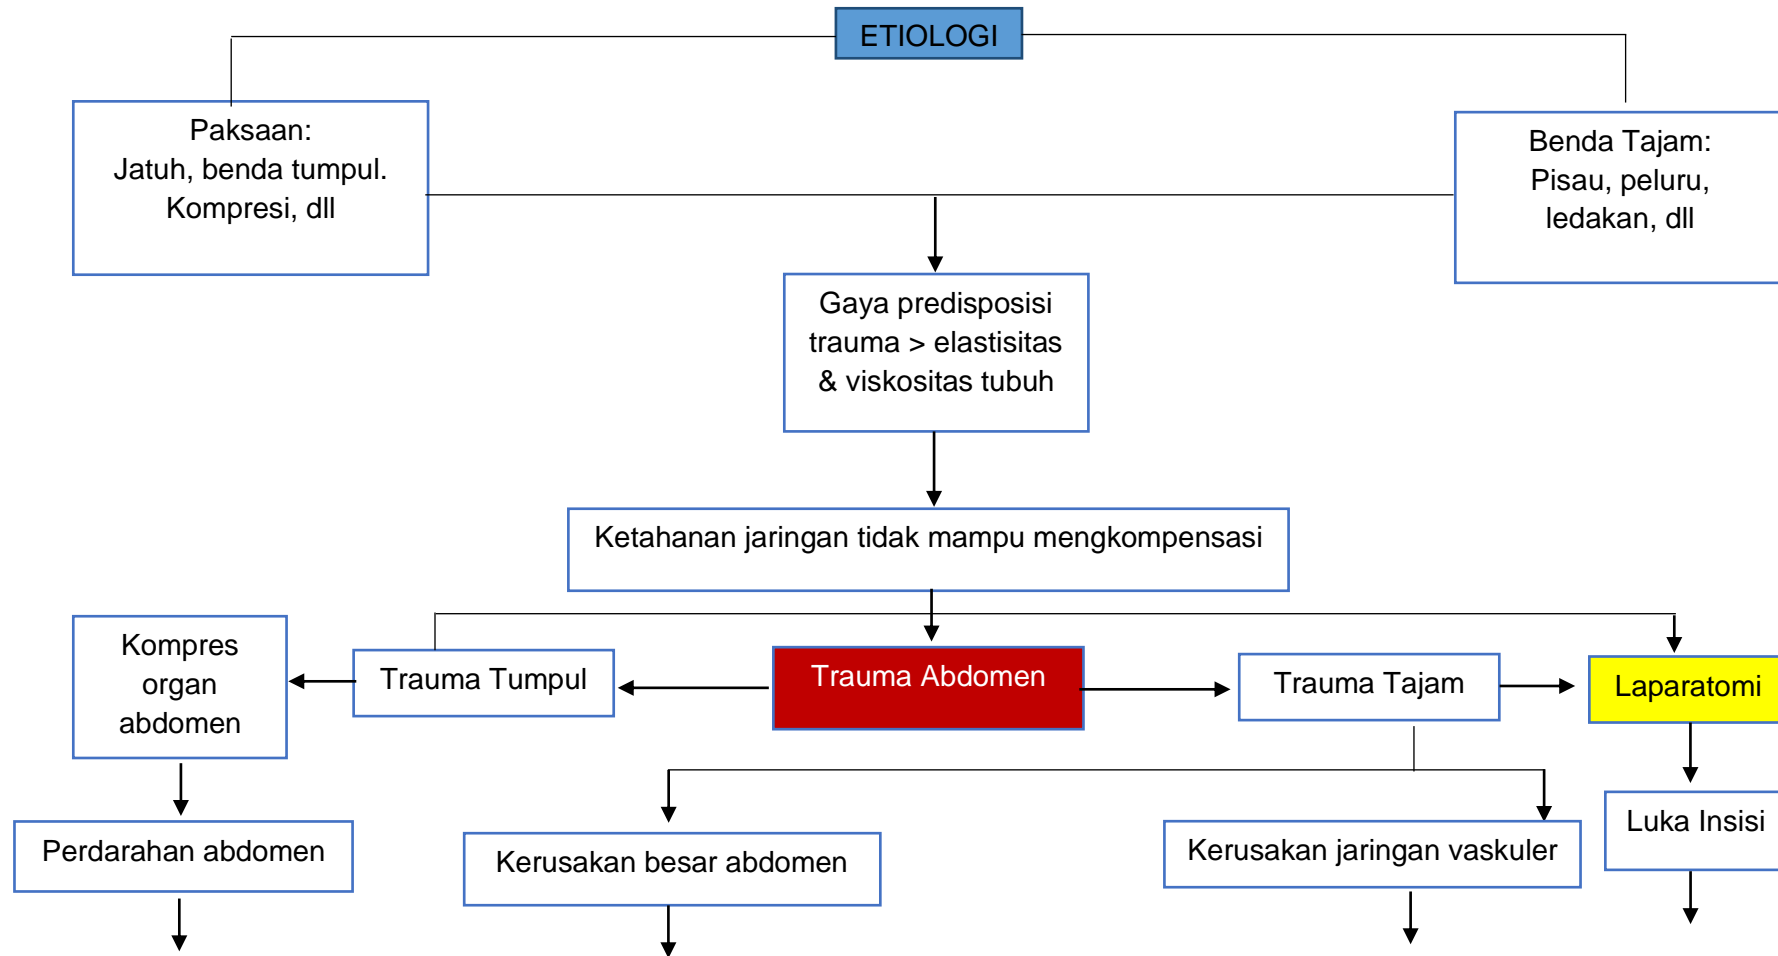 ETIOLOGI
Paksaan:
Jatuh, benda tumpul.
Kompresi, dll
Benda Tajam:
Pisau, peluru,
ledakan, dll
Gaya predisposisi
trauma > elastisitas
& viskositas tubuh
Ketahanan jaringan tidak mampu mengkompensasi
Kompres
organ
abdomen
Trauma Tumpul
Trauma Abdomen
Trauma Tajam
Laparatomi
Perdarahan abdomen
Kerusakan besar abdomen
Kerusakan jaringan vaskuler
Luka Insisi